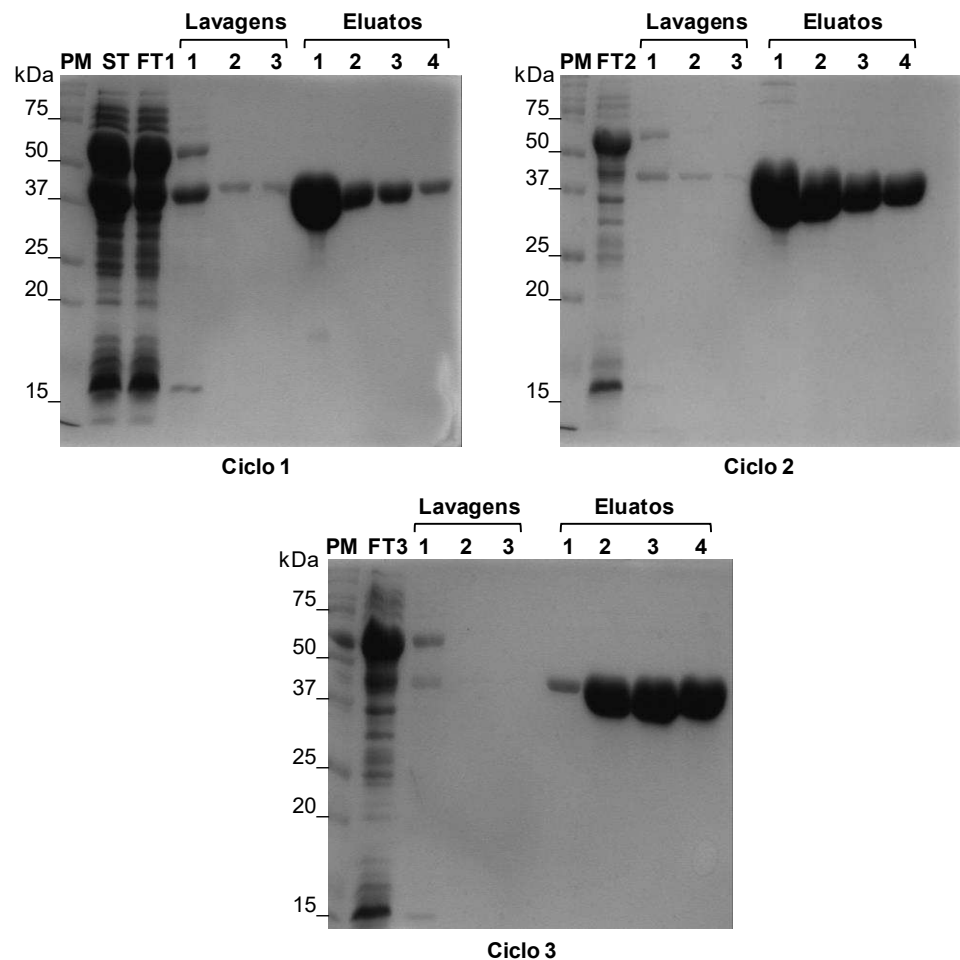 Lavagens Eluatos
PM ST FT1 1 2 3 1 2 3 4
kDa
75
50
37
25
20
15
Ciclo 1
Lavagens Eluatos
PM FT2 1 2 3 1 2 3 4
kDa
75
50
37
25
20
15
Ciclo 2
Lavagens Eluatos
PM FT3 1 2 3 1 2 3 4
kDa
75
50
37
25
20
15
Ciclo 3